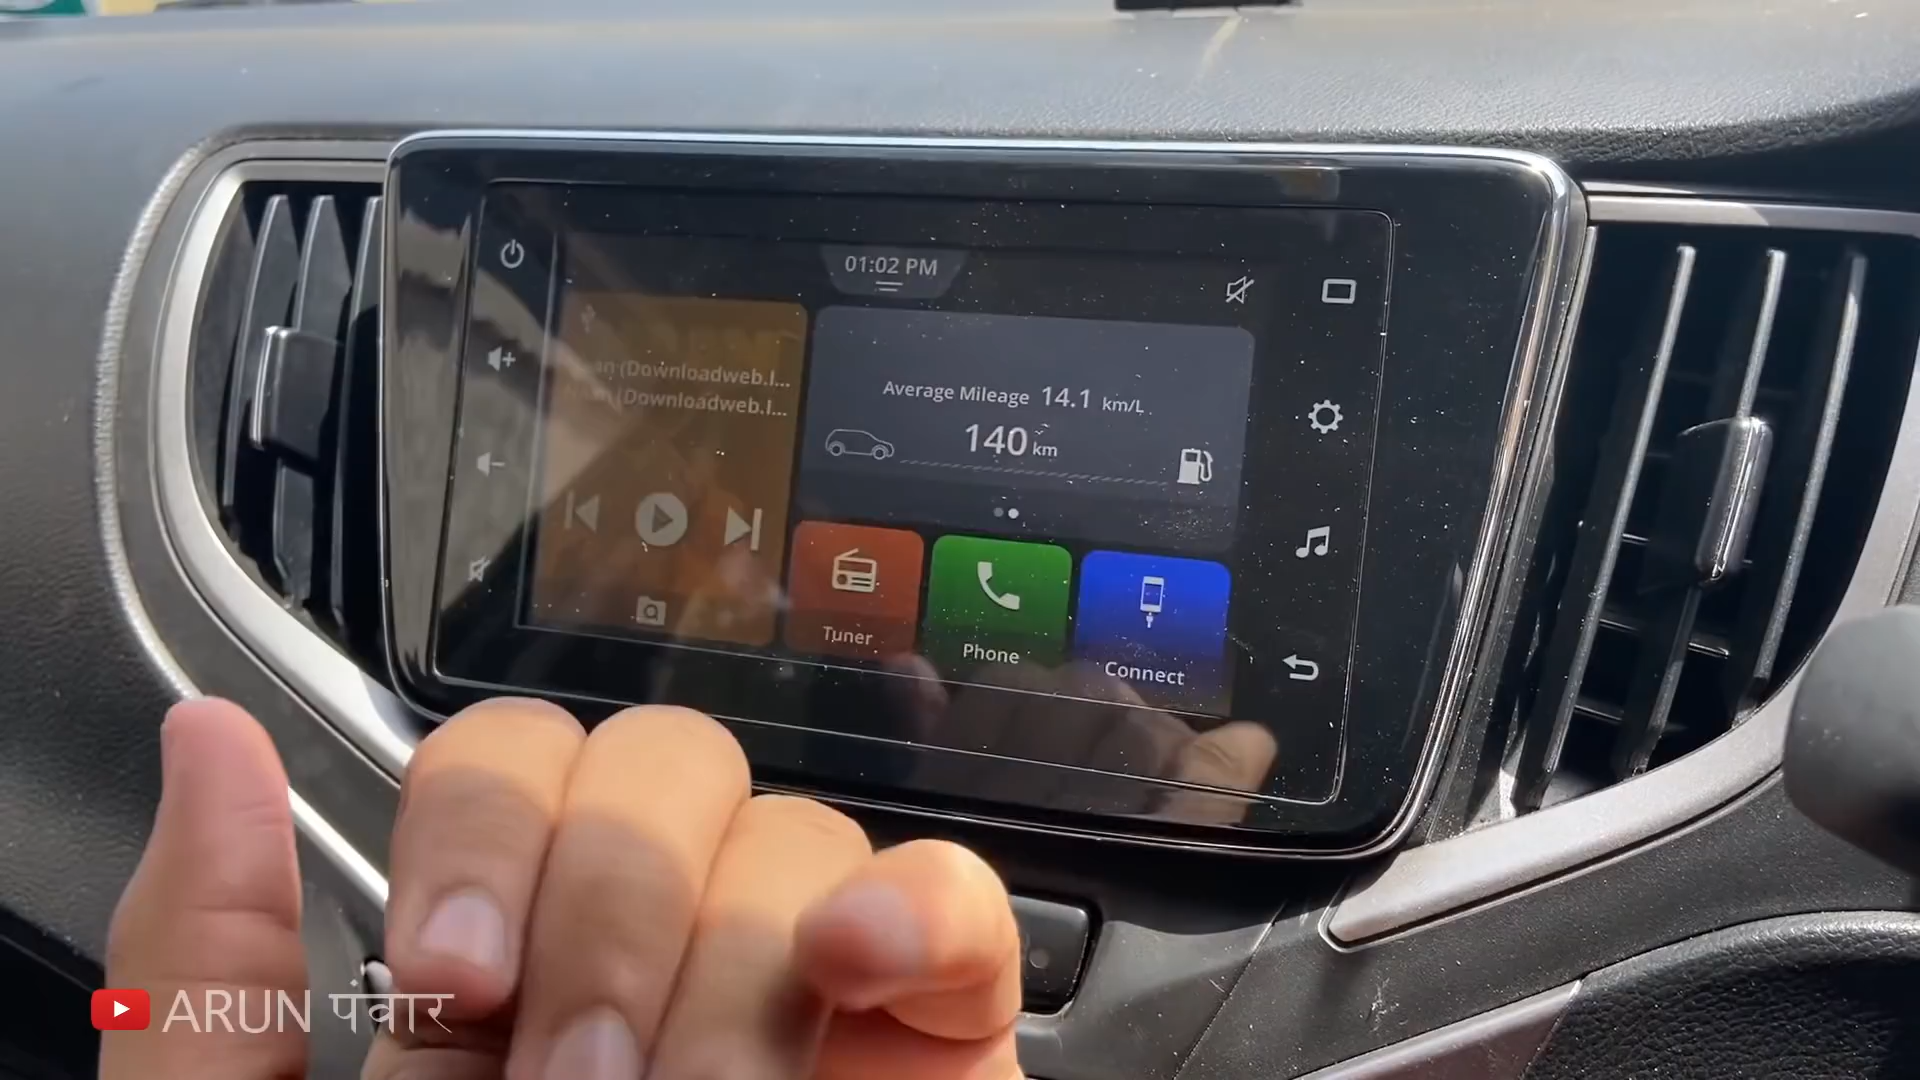 01:02 PM
(Downloadweb.I...
(Downloadweb.I...
Average Mileage 14.1 km/L
140 km
Tuner
Phone
Connect
ARUN पंवार